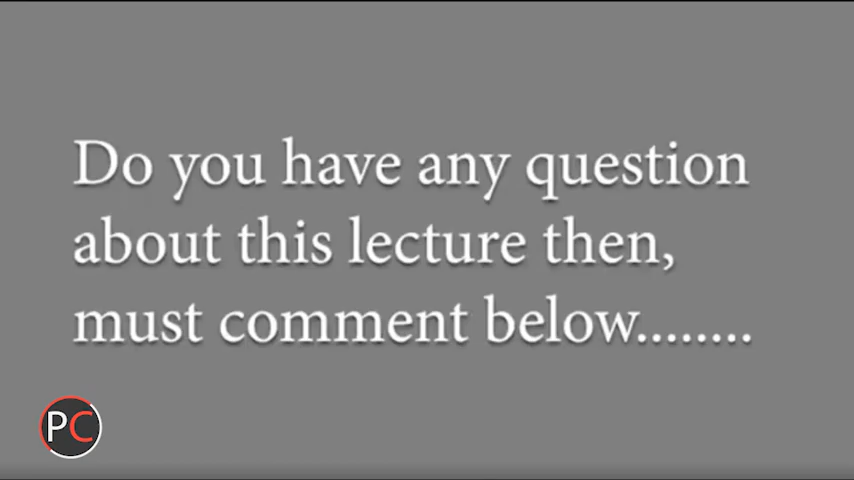 Do you have any question
about this lecture then,
must comment below........
PC